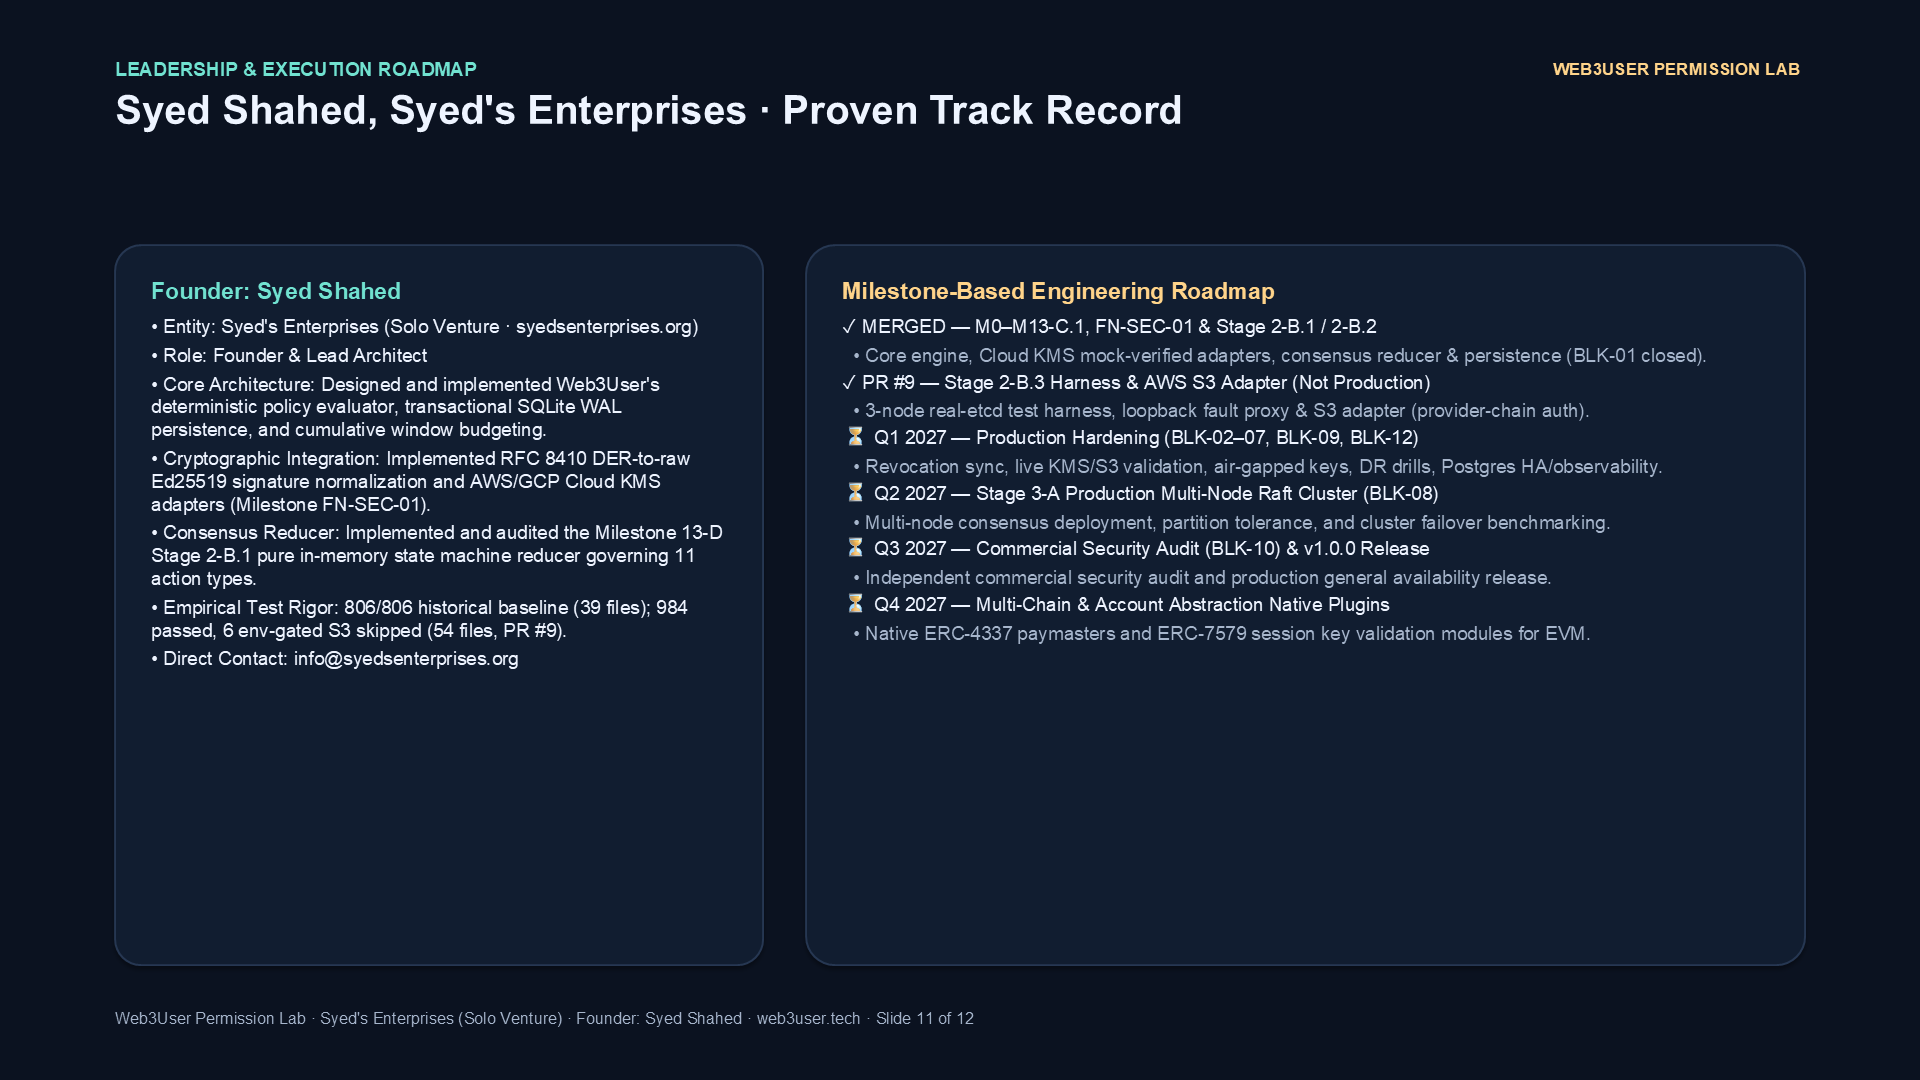 LEADERSHIP & EXECUTION ROADMAP
WEB3USER PERMISSION LAB
Syed Shahed, Syed's Enterprises · Proven Track Record
Founder: Syed Shahed
• Entity: Syed's Enterprises (Solo Venture · syedsenterprises.org)
• Role: Founder & Lead Architect
• Core Architecture: Designed and implemented Web3User's
deterministic policy evaluator, transactional SQLite WAL
persistence, and cumulative window budgeting.
• Cryptographic Integration: Implemented RFC 8410 DER-to-raw
Ed25519 signature normalization and AWS/GCP Cloud KMS
adapters (Milestone FN-SEC-01).
• Consensus Reducer: Implemented and audited the Milestone 13-D
Stage 2-B.1 pure in-memory state machine reducer governing 11
action types.
• Empirical Test Rigor: 806/806 historical baseline (39 files); 984
passed, 6 env-gated S3 skipped (54 files, PR #9).
• Direct Contact: info@syedsenterprises.org
Milestone-Based Engineering Roadmap
✓ MERGED — M0–M13-C.1, FN-SEC-01 & Stage 2-B.1 / 2-B.2
• Core engine, Cloud KMS mock-verified adapters, consensus reducer & persistence (BLK-01 closed).
✓ PR #9 — Stage 2-B.3 Harness & AWS S3 Adapter (Not Production)
• 3-node real-etcd test harness, loopback fault proxy & S3 adapter (provider-chain auth).
⏳ Q1 2027 — Production Hardening (BLK-02–07, BLK-09, BLK-12)
• Revocation sync, live KMS/S3 validation, air-gapped keys, DR drills, Postgres HA/observability.
⏳ Q2 2027 — Stage 3-A Production Multi-Node Raft Cluster (BLK-08)
• Multi-node consensus deployment, partition tolerance, and cluster failover benchmarking.
⏳ Q3 2027 — Commercial Security Audit (BLK-10) & v1.0.0 Release
• Independent commercial security audit and production general availability release.
⏳ Q4 2027 — Multi-Chain & Account Abstraction Native Plugins
• Native ERC-4337 paymasters and ERC-7579 session key validation modules for EVM.
Web3User Permission Lab · Syed's Enterprises (Solo Venture) · Founder: Syed Shahed · web3user.tech · Slide 11 of 12